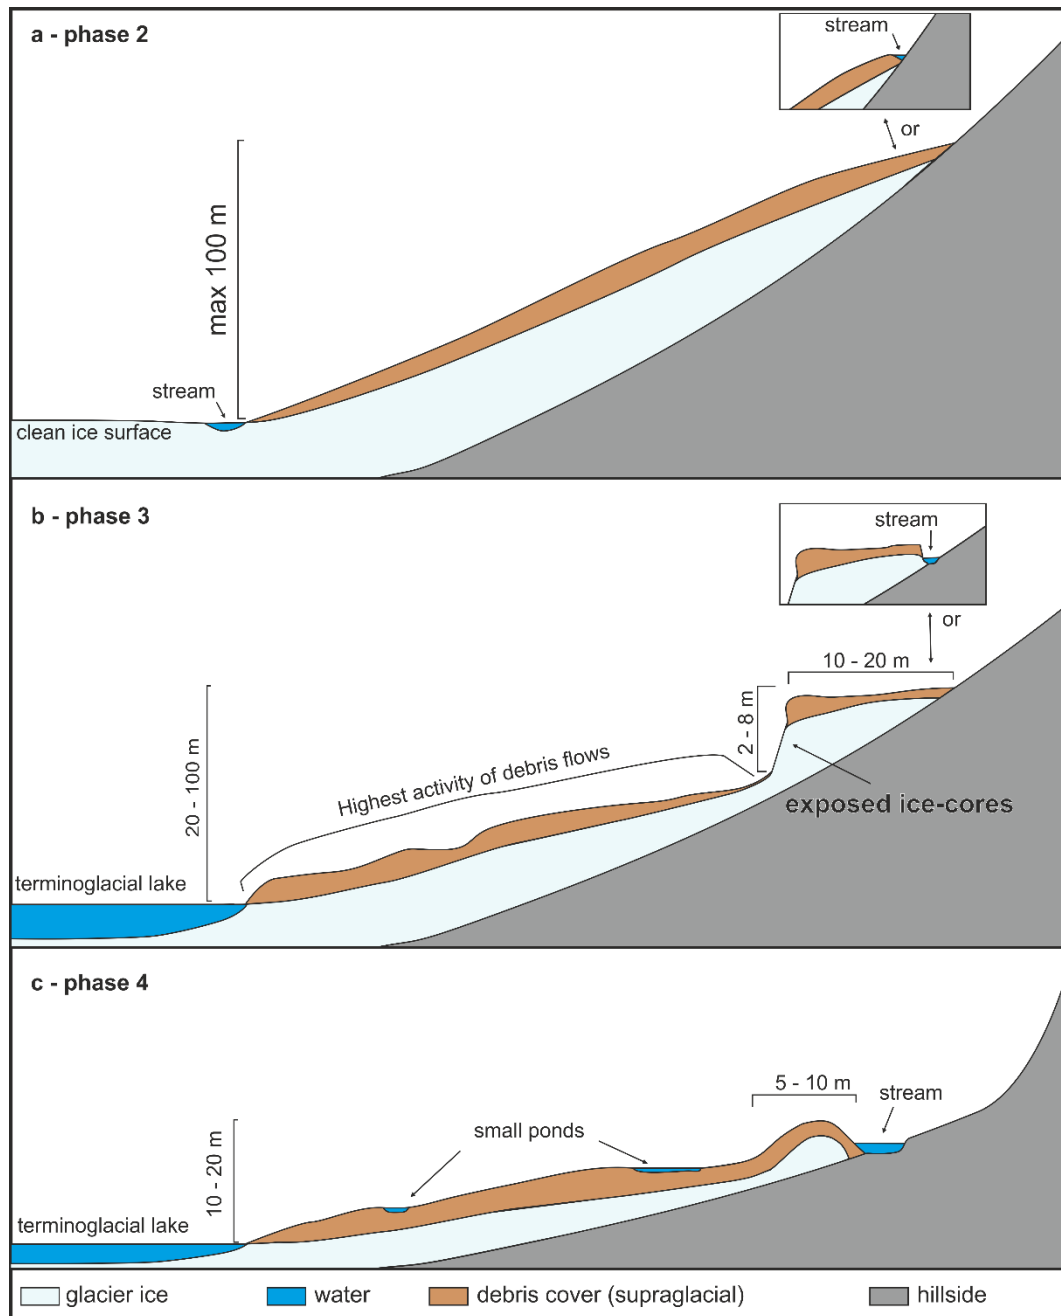 a - phase 2
stream
or
max 100 m
stream
clean ice surface
b - phase 3
stream
or
10 - 20 m
2 - 8 m
20 - 100 m
Highest activity of debris flows
exposed ice-cores
terminoglacial lake
c - phase 4
5 - 10 m
stream
small ponds
10 - 20 m
terminoglacial lake
glacier ice
water
debris cover (supraglacial)
hillside